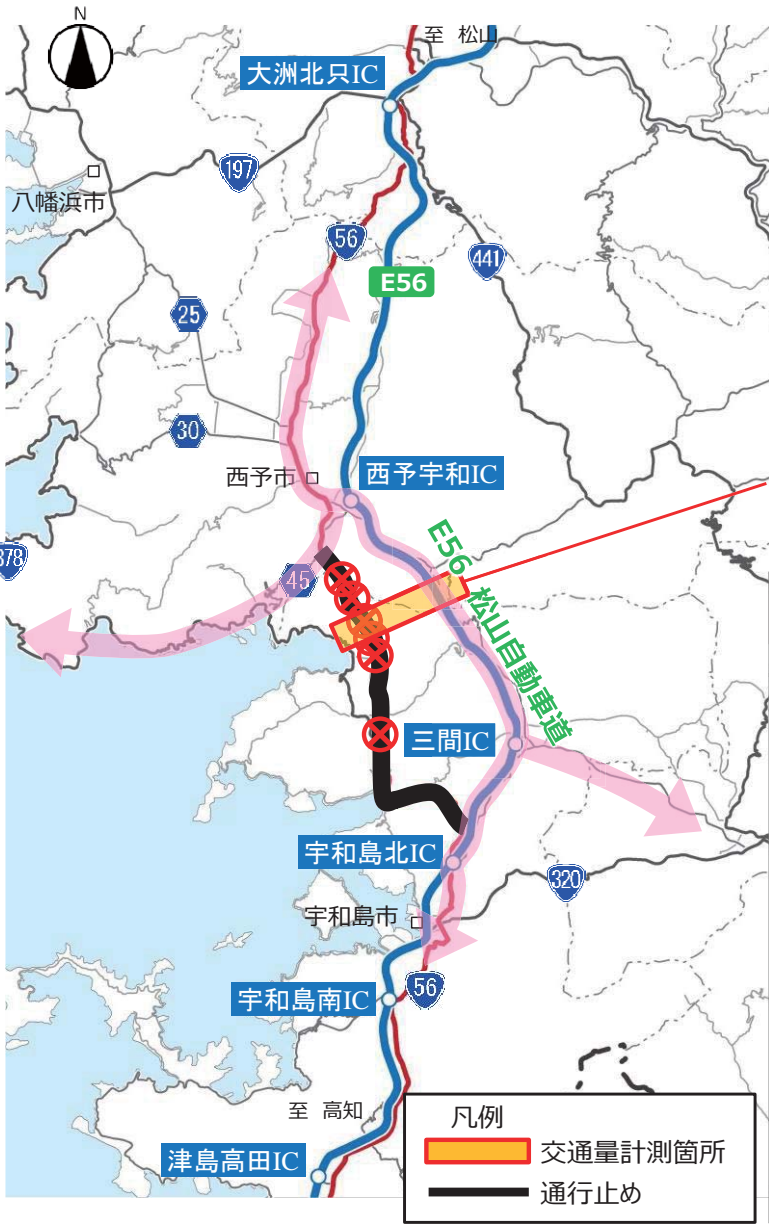 N
至 松山
大洲北只IC
197
八幡浜市
56
441
E56
25
30
西予市
西予宇和IC
378
45
E56 松山自動車道
三間IC
宇和島北IC
320
宇和島市
宇和島南IC
56
至 高知
津島高田IC
凡例
交通量計測箇所
通行止め